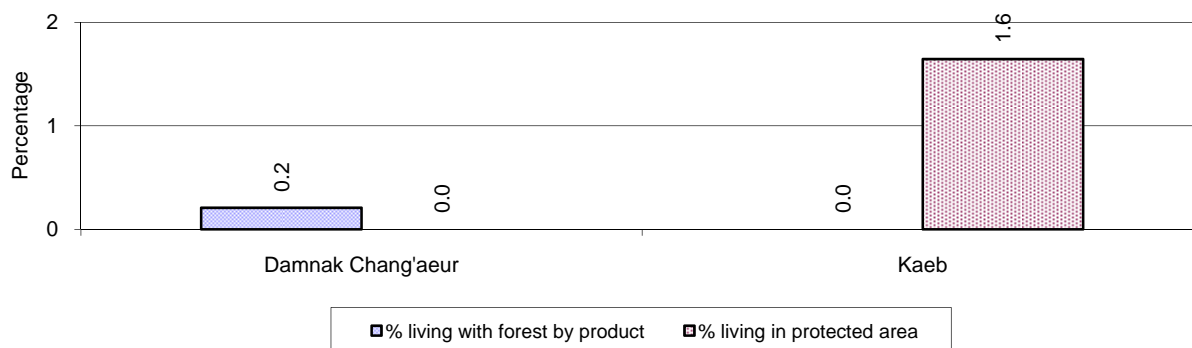 2
1
0
Percentage
0.2
0.0
0.0
1.6
Damnak Chang'aeur
Kaeb
% living with forest by product
% living in protected area